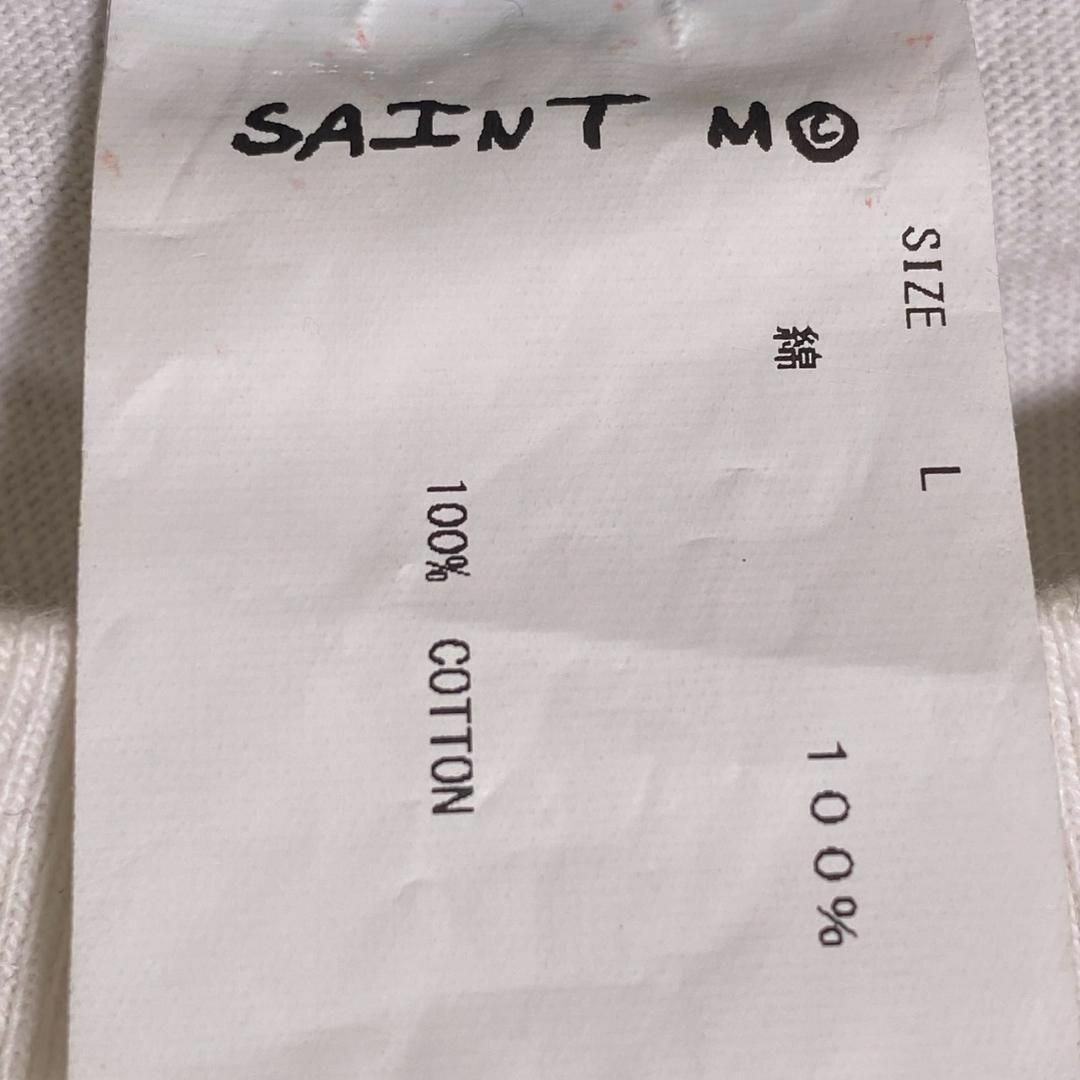 SAINT M©
SIZE L
綿 100%
100% COTTON